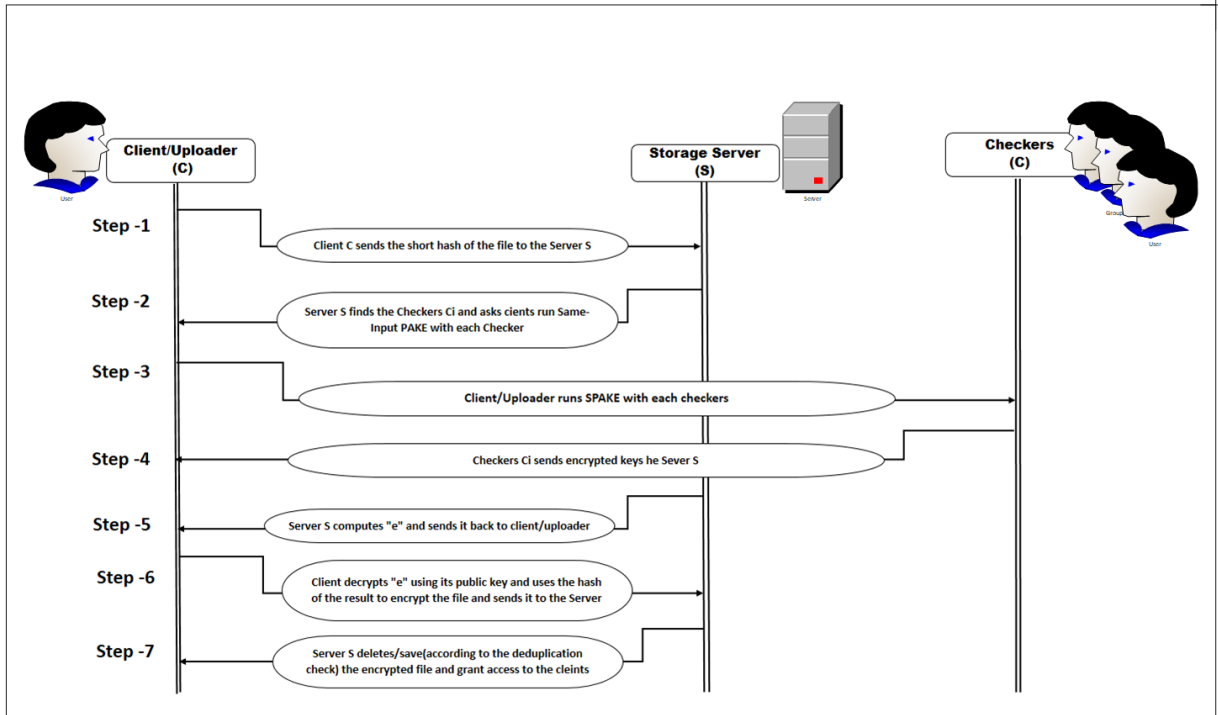 Client/Uploader
(C)
User
Storage Server
(S)
Server
Checkers
(C)
Group
User
Step -1
Client C sends the short hash of the file to the Server S
Step -2
Server S finds the Checkers Ci and asks cients run Same-
Input PAKE with each Checker
Step -3
Client/Uploader runs SPAKE with each checkers
Step -4
Checkers Ci sends encrypted keys he Sever S
Step -5
Server S computes "e" and sends it back to client/uploader
Step -6
Client decrypts "e" using its public key and uses the hash
of the result to encrypt the file and sends it to the Server
Step -7
Server S deletes/save(according to the deduplication
check) the encrypted file and grant access to the cleints